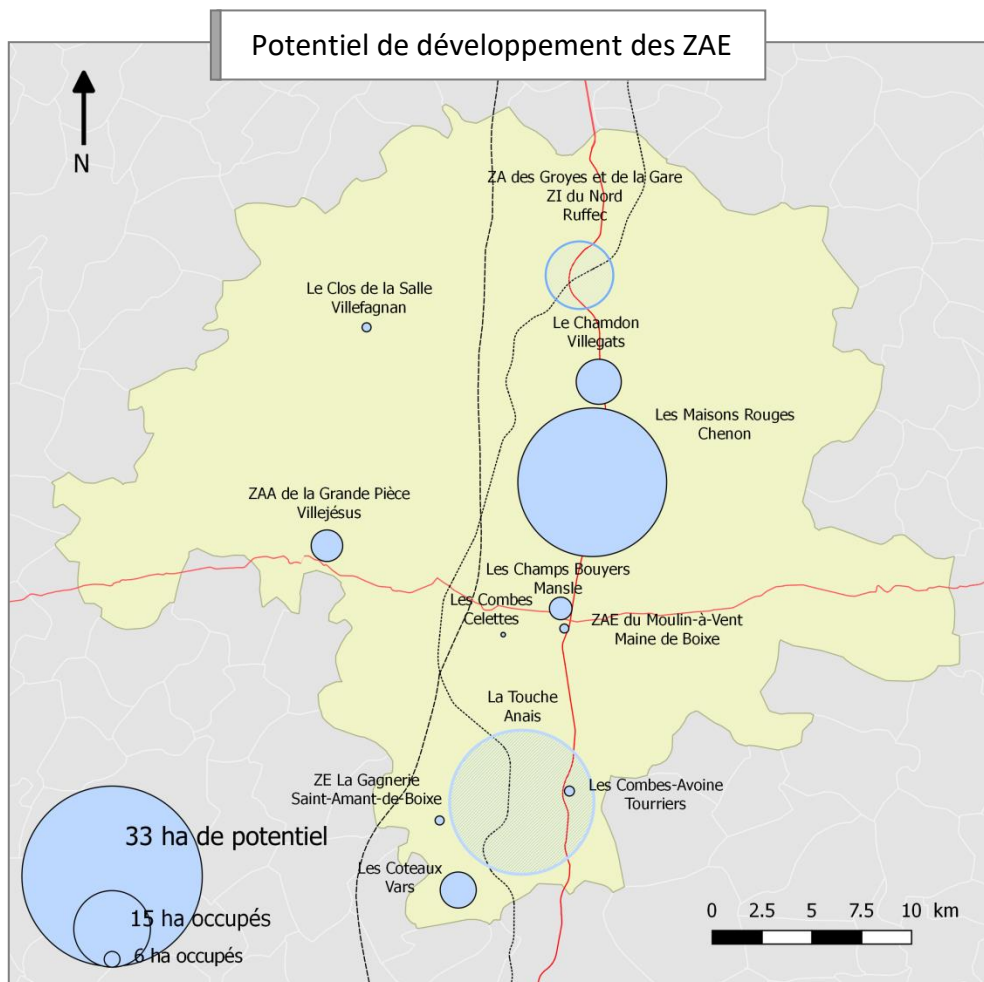 Potentiel de développement des ZAE
N
ZA des Groyes et de la Gare
ZI du Nord
Ruffec
Le Clos de la Salle
Villefagnan
Le Chamdon
Villegats
Les Maisons Rouges
Chenon
ZAA de la Grande Pièce
Villejésus
Les Champs Bouyers
Mansle
Les Combes
Celettes
ZAE du Moulin-à-Vent
Maine de Boixe
La Touche
Anais
ZE La Gagnerie
Saint-Amant-de-Boixe
Les Combes-Avoine
Tourriers
Les Coteaux
Vars
33 ha de potentiel
15 ha occupés
6 ha occupés
0 2.5 5 7.5 10 km